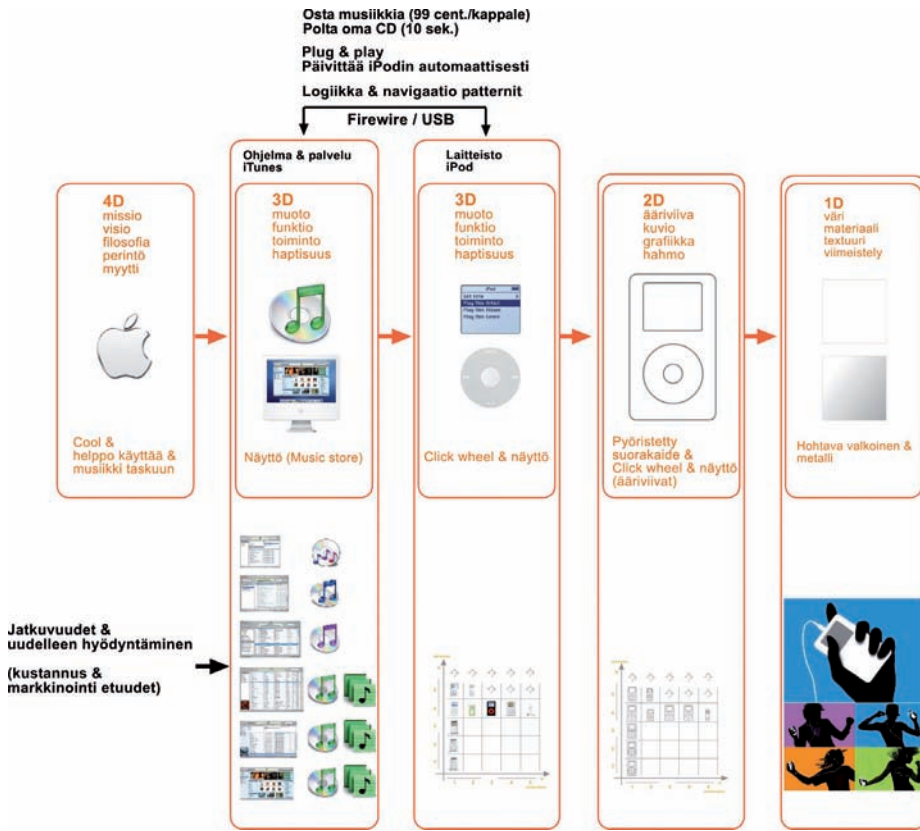 Osta musiikkia (99 cent./kappale)
Polta oma CD (10 sek.)
Plug & play
Päivittää iPodin automaattisesti
Logiikka & navigaatio patternit
Firewire / USB
Ohjelma & palvelu
iTunes
Laitteisto
iPod
4D
missio
visio
filosofia
perintö
myytti
Cool &
helppo käyttää &
musiikki taskuun
3D
muoto
funktio
toiminto
haptisuus
Näyttö (Music store)
3D
muoto
funktio
toiminto
haptisuus
iPod
Click wheel & näyttö
2D
ääriviiva
kuvio
grafiikka
hahmo
Pyöristetty
suorakaide &
Click wheel & näyttö
(ääriviivat)
1D
väri
materiaali
textuuri
viimeistely
Hohtava valkoinen &
metalli
Jatkuvuudet &
uudelleen hyödyntäminen
(kustannus &
markkinointi etuudet)